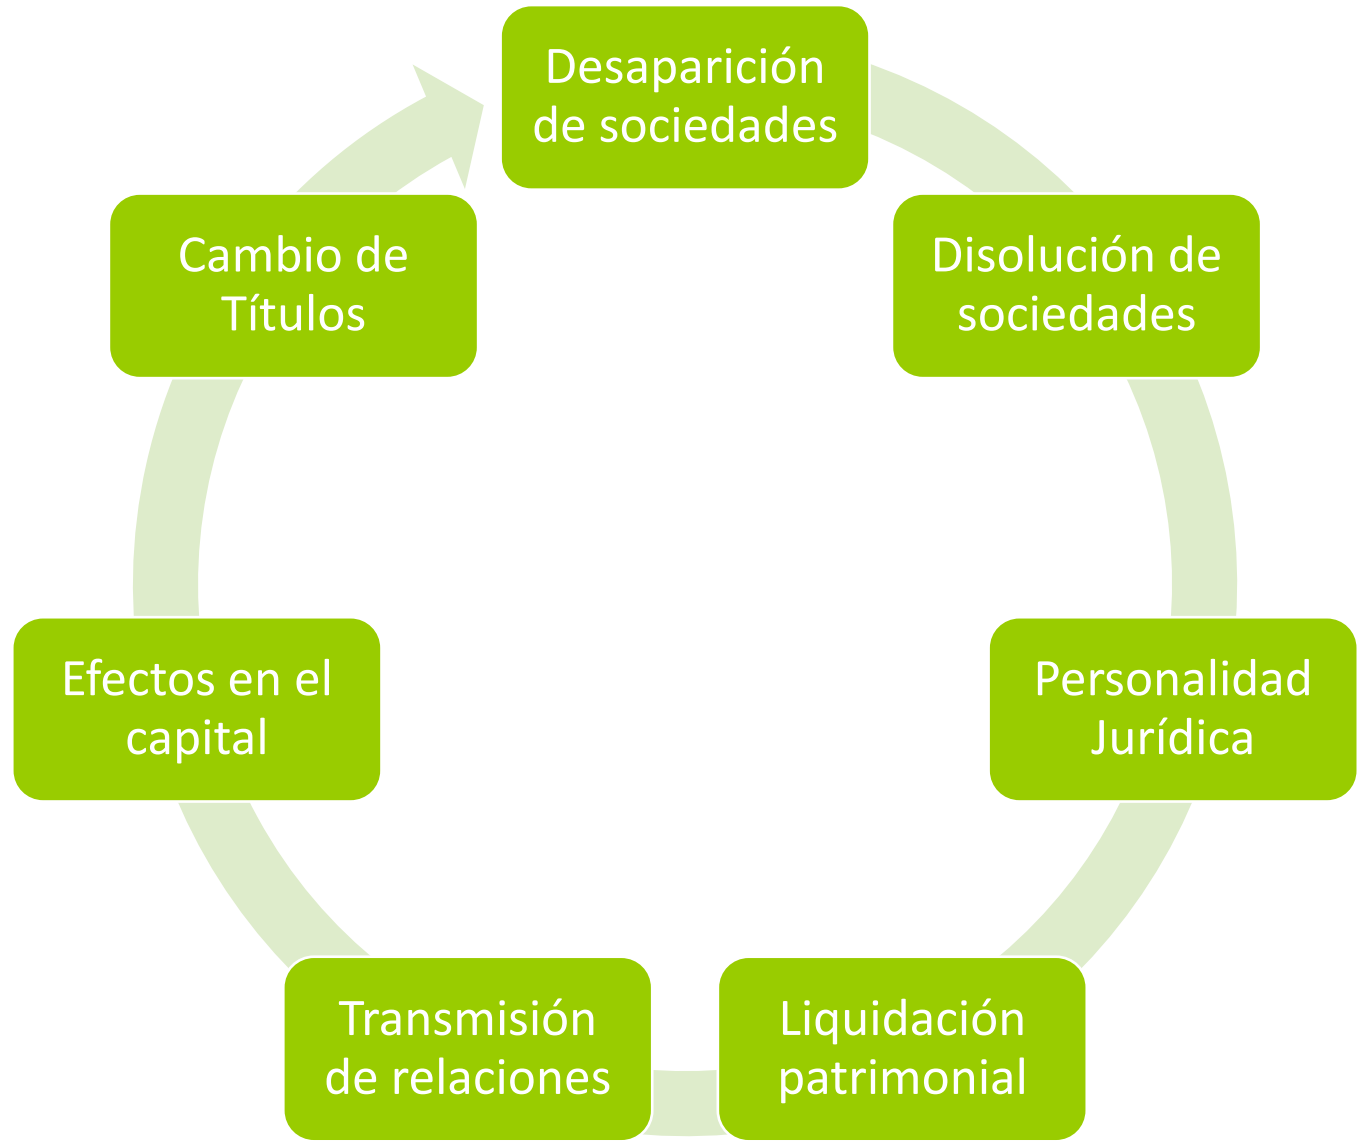 Desaparición
de sociedades
Disolución de
sociedades
Personalidad
Jurídica
Liquidación
patrimonial
Transmisión
de relaciones
Efectos en el
capital
Cambio de
Títulos